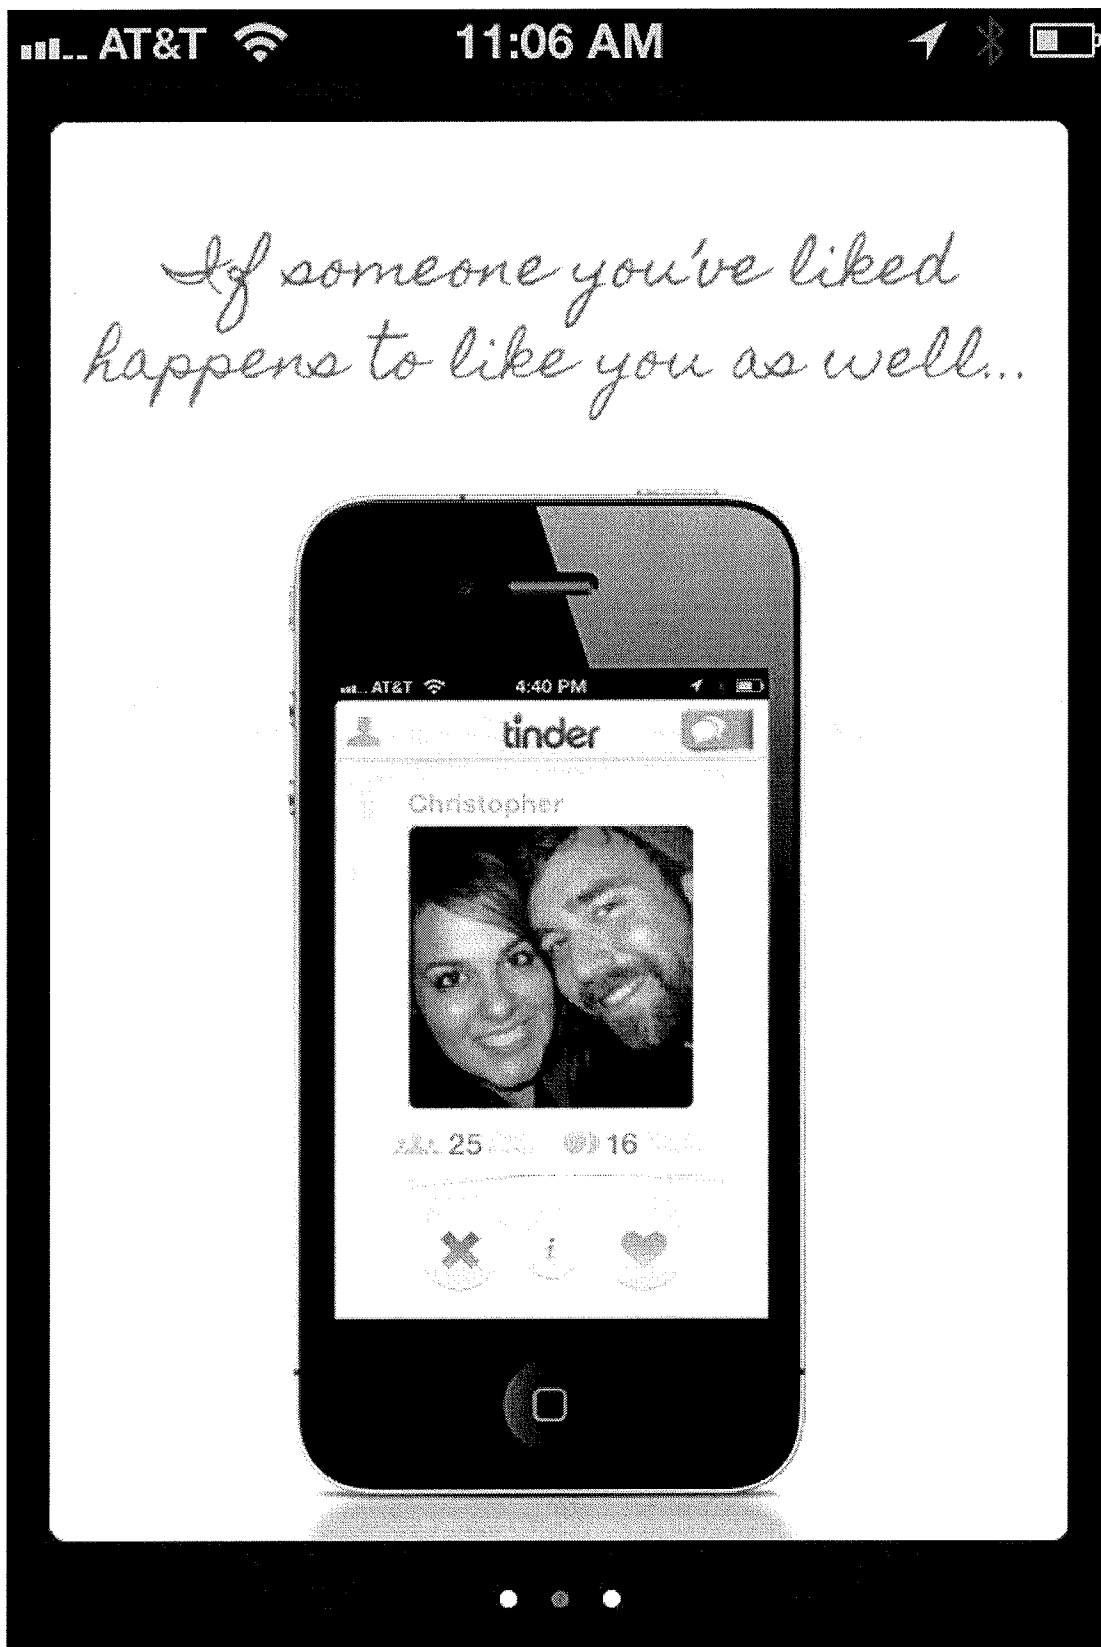 AT&T 11:06 AM
If someone you've liked
happens to like you as well...
AT&T 4:40 PM
tinder
Christopher
25 16
i